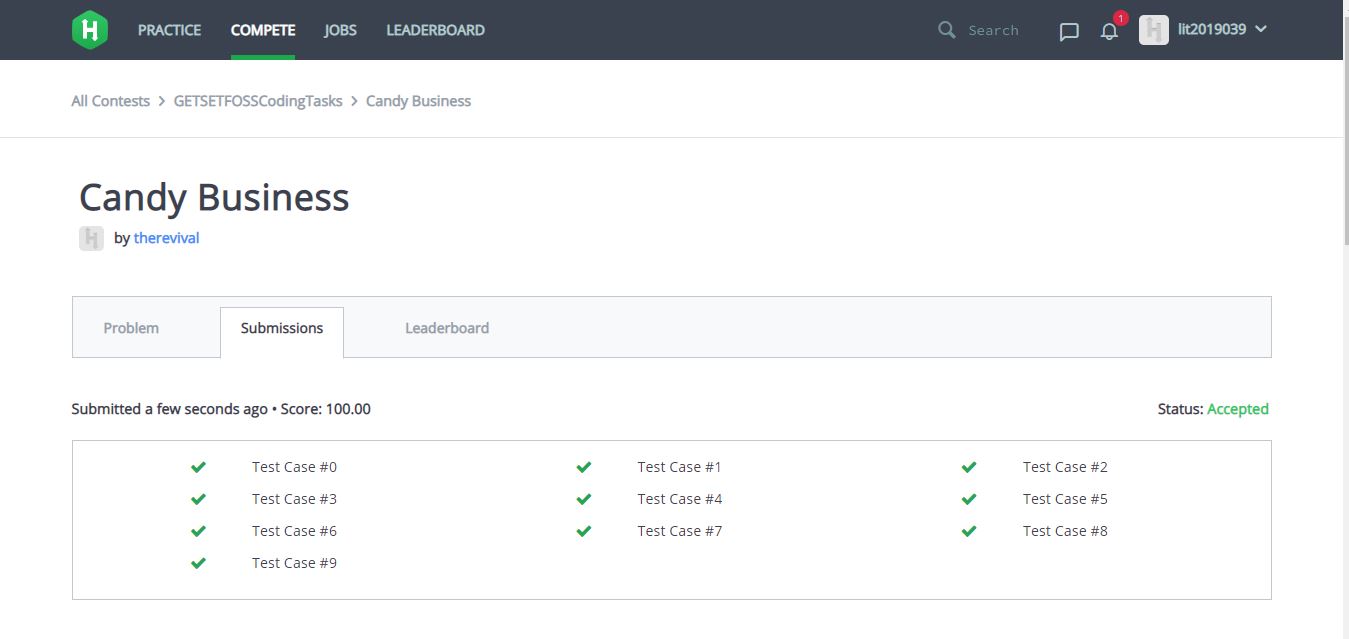 PRACTICE COMPETE JOBS LEADERBOARD Search 1 lit2019039
All Contests > GETSETFOSSCodingTasks > Candy Business
Candy Business
by therevival
Problem Submissions Leaderboard
Submitted a few seconds ago • Score: 100.00 Status: Accepted
Test Case #0 Test Case #1 Test Case #2
Test Case #3 Test Case #4 Test Case #5
Test Case #6 Test Case #7 Test Case #8
Test Case #9